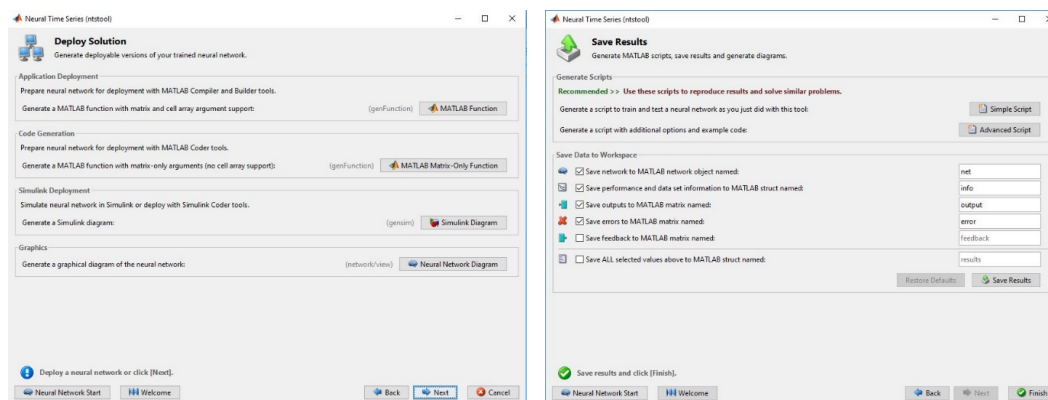 Neural Time Series (ntstool)
Deploy Solution
Generate deployable versions of your trained neural network.
Application Deployment
Prepare neural network for deployment with MATLAB Compiler and Builder tools.
Generate a MATLAB function with matrix and cell array argument support: (genFunction) MATLAB Function
Code Generation
Prepare neural network for deployment with MATLAB Coder tools.
Generate a MATLAB function with matrix-only arguments (no cell array support): (genFunction) MATLAB Matrix-Only Function
Simulink Deployment
Simulate neural network in Simulink or deploy with Simulink Coder tools.
Generate a Simulink diagram: (gensim) Simulink Diagram
Graphics
Generate a graphical diagram of the neural network: (network/view) Neural Network Diagram
Deploy a neural network or click [Next].
Neural Network Start Welcome Back Next Cancel
Neural Time Series (ntstool)
Save Results
Generate MATLAB scripts, save results and generate diagrams.
Generate Scripts
Recommended >> Use these scripts to reproduce results and solve similar problems.
Generate a script to train and test a neural network as you just did with this tool: Simple Script
Generate a script with additional options and example code: Advanced Script
Save Data to Workspace
Save network to MATLAB network object named: net
Save performance and data set information to MATLAB struct named: info
Save outputs to MATLAB matrix named: output
Save errors to MATLAB matrix named: error
Save feedback to MATLAB matrix named: feedback
Save ALL selected values above to MATLAB struct named: results
Restore Defaults Save Results
Save results and click [Finish].
Neural Network Start Welcome Back Next Finish